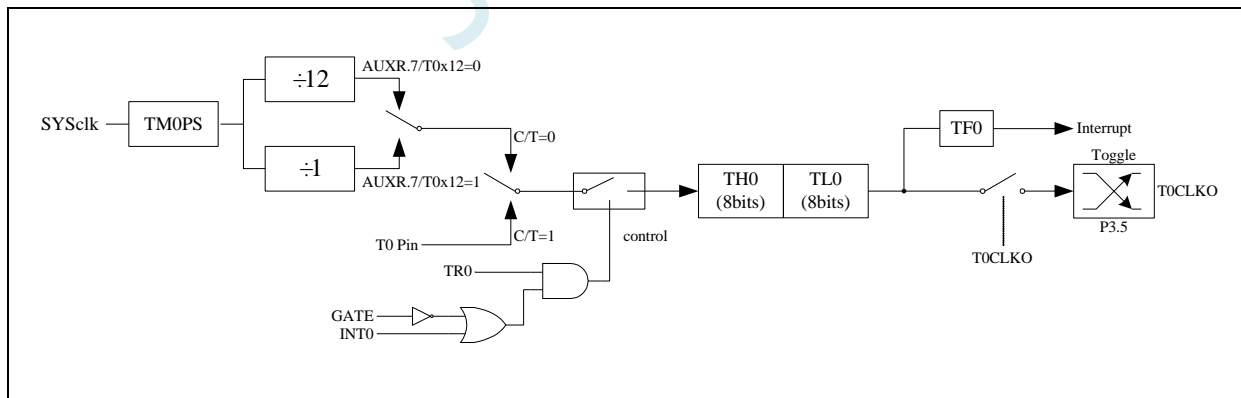 AUXR.7/T0x12=0
÷12
SYSclk
TM0PS
C/T=0
÷1
AUXR.7/T0x12=1
T0 Pin
C/T=1
control
TR0
GATE
INT0
TH0
(8bits)
TL0
(8bits)
TF0
Interrupt
Toggle
T0CLKO
P3.5
T0CLKO